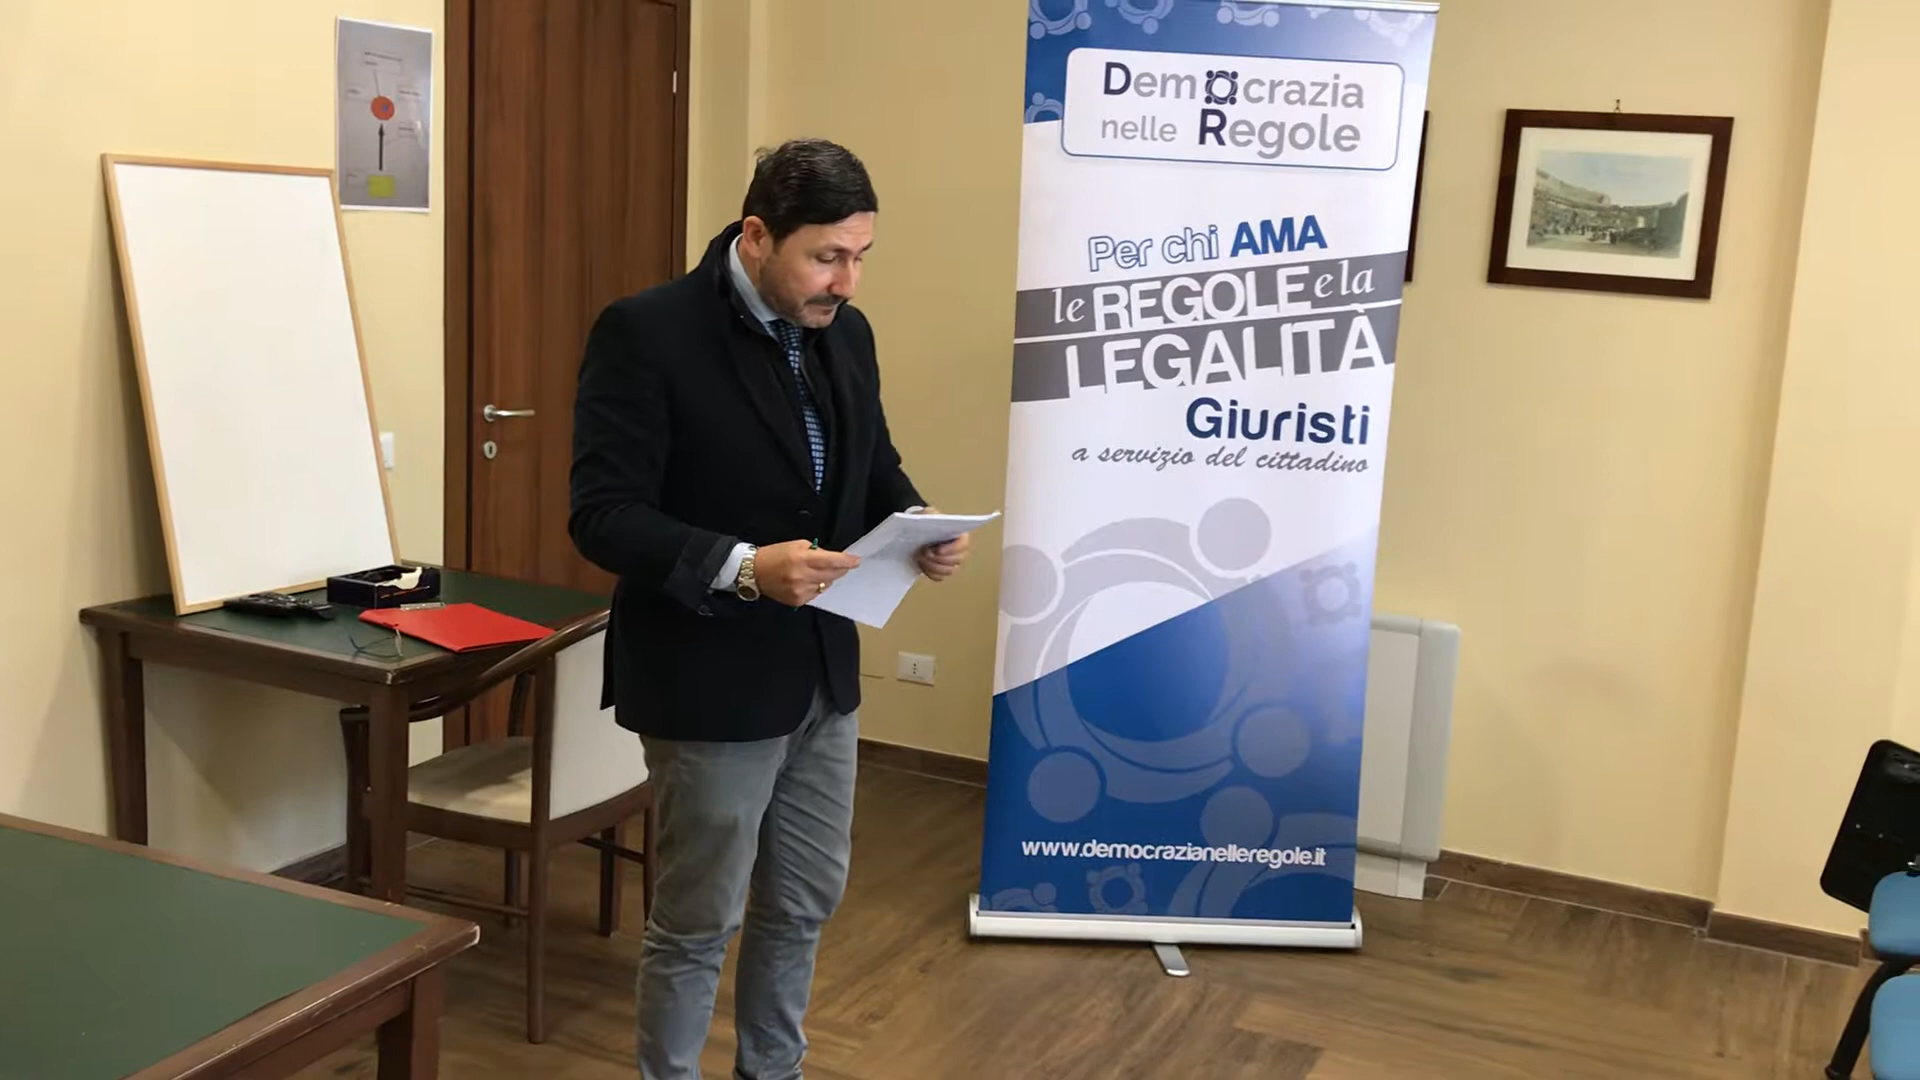 Democrazia
nelle Regole
Per chi AMA
le REGOLE e la
LEGALITÀ
Giuristi
a servizio del cittadino
www.democrazianelleregole.it